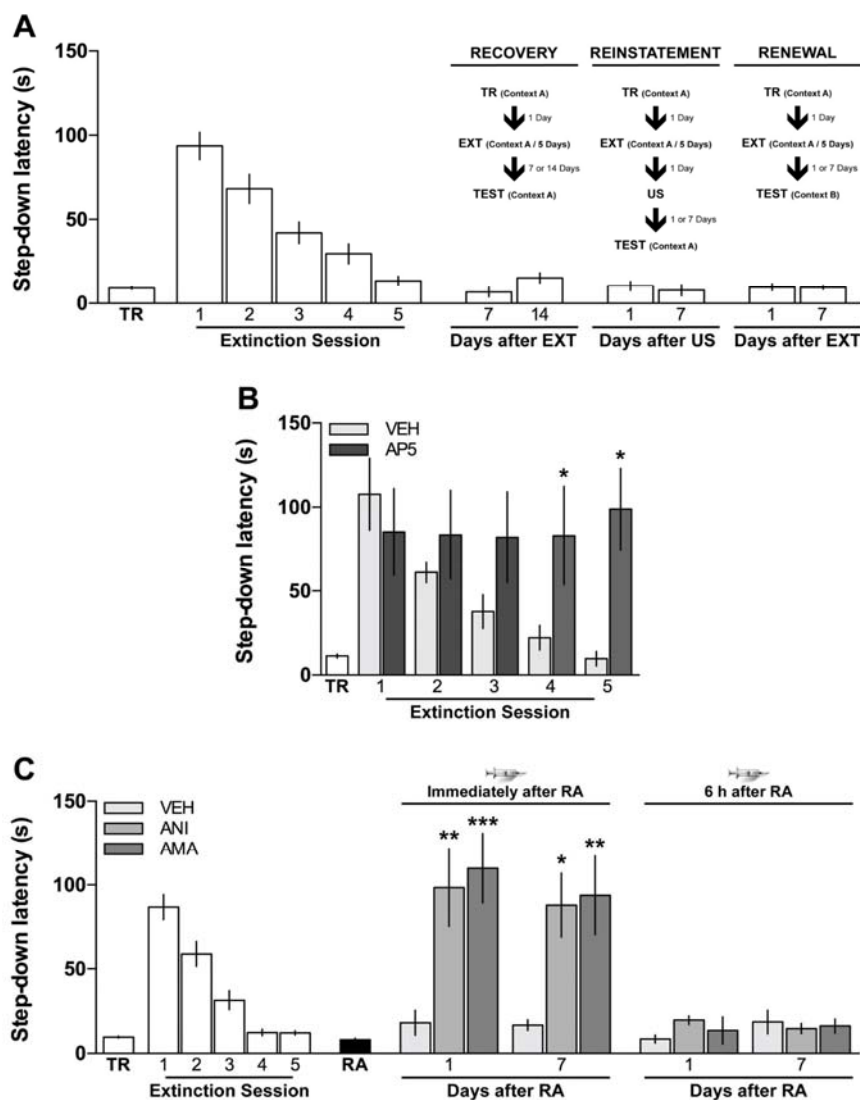 A
Step-down latency (s)
150
100
50
0
TR
1 2 3 4 5
Extinction Session
7 14
Days after EXT
1 7
Days after US
1 7
Days after EXT
RECOVERY
TR (Context A)
1 Day
EXT (Context A / 5 Days)
7 or 14 Days
TEST (Context A)
REINSTATEMENT
TR (Context A)
1 Day
EXT (Context A / 5 Days)
1 Day
US
1 or 7 Days
TEST (Context A)
RENEWAL
TR (Context A)
1 Day
EXT (Context A / 5 Days)
1 or 7 Days
TEST (Context B)
B
Step-down latency (s)
150
100
50
0
VEH
AP5
* *
TR
1 2 3 4 5
Extinction Session
C
Step-down latency (s)
150
100
50
0
VEH
ANI
AMA
Immediately after RA
6 h after RA
** *** * **
TR
1 2 3 4 5
Extinction Session
RA
1 7
Days after RA
1 7
Days after RA